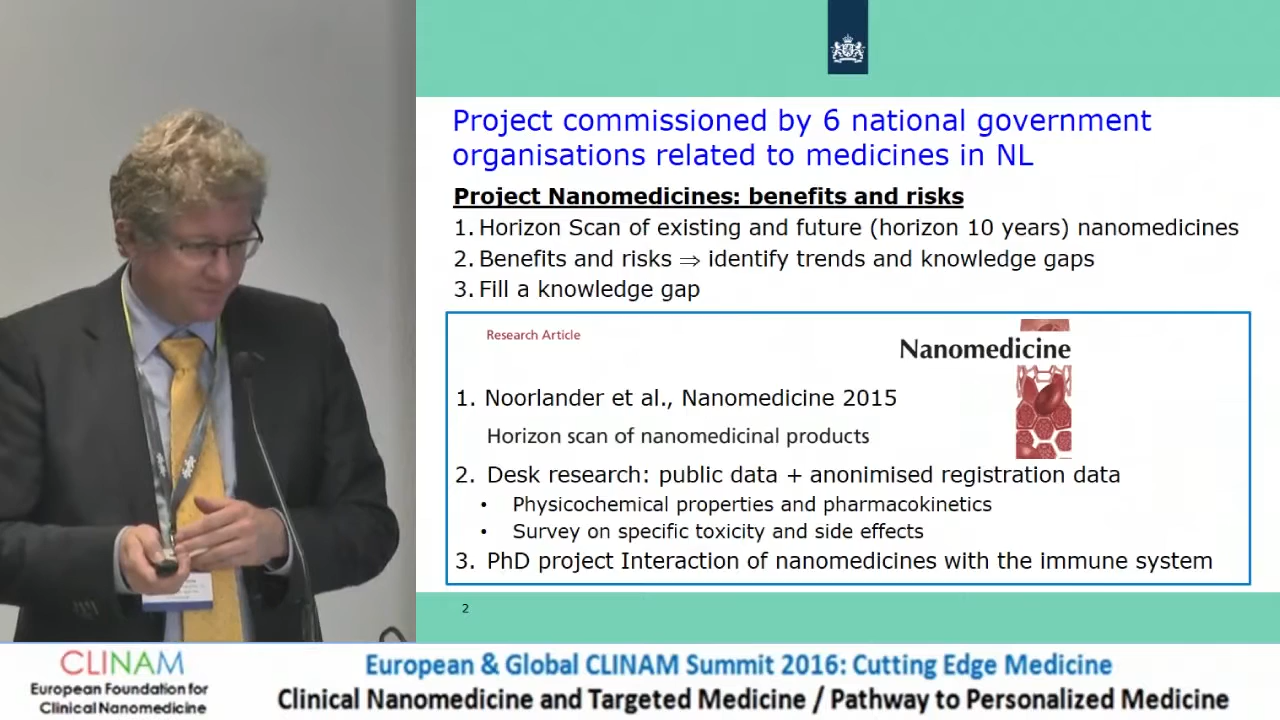 Project commissioned by 6 national government
organisations related to medicines in NL
Project Nanomedicines: benefits and risks
1. Horizon Scan of existing and future (horizon 10 years) nanomedicines
2. Benefits and risks ⇒ identify trends and knowledge gaps
3. Fill a knowledge gap
Research Article
Nanomedicine
1. Noorlander et al., Nanomedicine 2015
Horizon scan of nanomedicinal products
2. Desk research: public data + anonimised registration data
• Physicochemical properties and pharmacokinetics
• Survey on specific toxicity and side effects
3. PhD project Interaction of nanomedicines with the immune system
2
CLINAM
European Foundation for
Clinical Nanomedicine
European & Global CLINAM Summit 2016: Cutting Edge Medicine
Clinical Nanomedicine and Targeted Medicine / Pathway to Personalized Medicine